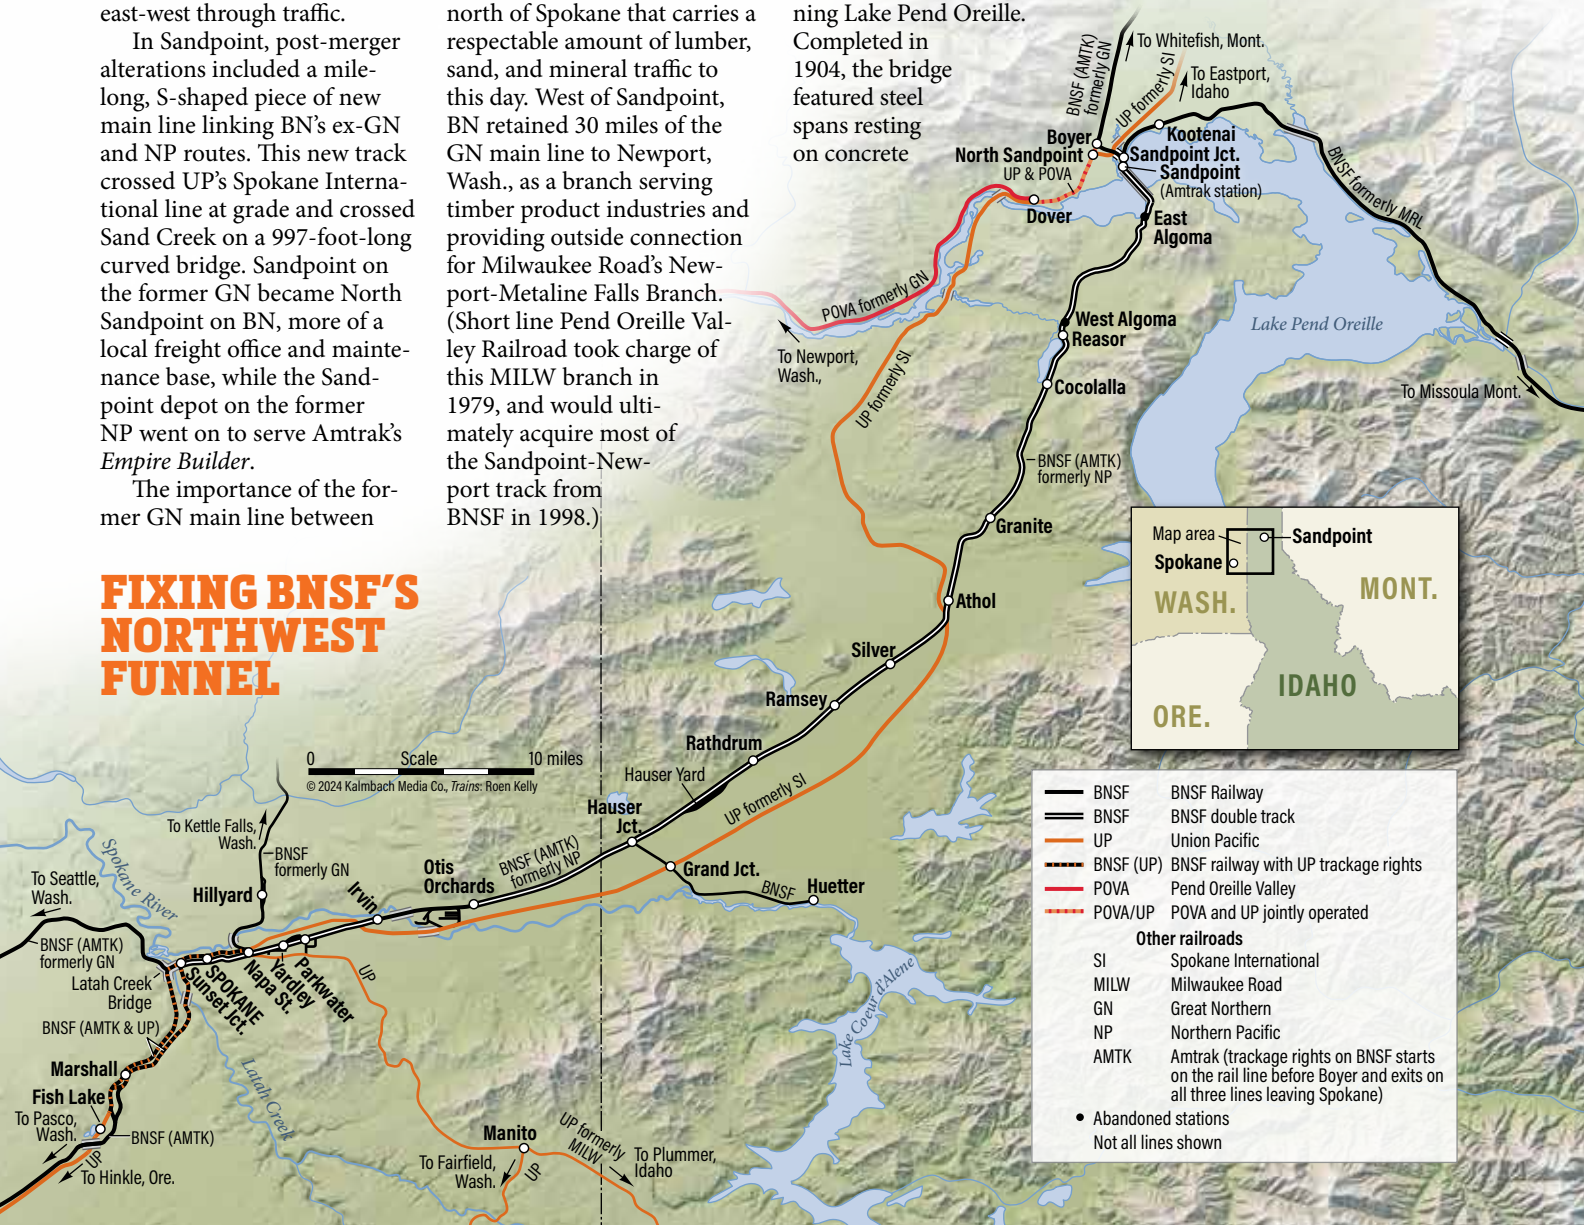 east-west through traffic.
In Sandpoint, post-merger
alterations included a mile-
long, S-shaped piece of new
main line linking BN's ex-GN
and NP routes. This new track
crossed UP's Spokane Interna-
tional line at grade and crossed
Sand Creek on a 997-foot-long
curved bridge. Sandpoint on
the former GN became North
Sandpoint on BN, more of a
local freight office and mainte-
nance base, while the Sand-
point depot on the former
NP went on to serve Amtrak's
Empire Builder.
The importance of the for-
mer GN main line between
north of Spokane that carries a
respectable amount of lumber,
sand, and mineral traffic to
this day. West of Sandpoint,
BN retained 30 miles of the
GN main line to Newport,
Wash., as a branch serving
timber product industries and
providing outside connection
for Milwaukee Road's New-
port-Metaline Falls Branch.
(Short line Pend Oreille Val-
ley Railroad took charge of
this MILW branch in
1979, and would ulti-
mately acquire most of
the Sandpoint-New-
port track from
BNSF in 1998.)
ning Lake Pend Oreille.
Completed in
1904, the bridge
featured steel
spans resting
on concrete
FIXING BNSF'S
NORTHWEST
FUNNEL
BNSF (AMTK)
formerly GN
To Whitefish, Mont.
UP formerly SI
To Eastport,
Idaho
Boyer
Kootenai
North Sandpoint
Sandpoint Jct.
UP & POVA
Sandpoint
(Amtrak station)
Dover
East
Algoma
BNSF formerly MRL
POVA formerly GN
To Newport,
Wash.,
West Algoma
Reasor
Lake Pend Oreille
UP formerly SI
Cocolalla
To Missoula Mont.
BNSF (AMTK)
formerly NP
Granite
Athol
Silver
Ramsey
Rathdrum
Hauser Yard
UP formerly SI
Hauser
Jct.
Grand Jct.
BNSF
Huetter
BNSF (AMTK)
formerly NP
Otis
Orchards
Irvin
0 Scale 10 miles
© 2024 Kalmbach Media Co., Trains: Roen Kelly
To Kettle Falls,
Wash.
BNSF
formerly GN
Hillyard
Spokane River
To Seattle,
Wash.
BNSF (AMTK)
formerly GN
Latah Creek
Bridge
Sunset Jct.
SPOKANE
Napa St.
Yardley
Parkwater
UP
BNSF (AMTK & UP)
Marshall
Fish Lake
To Pasco,
Wash.
BNSF (AMTK)
UP
To Hinkle, Ore.
Latah Creek
UP
Manito
To Fairfield,
Wash.
UP
UP formerly
MILW
To Plummer,
Idaho
Lake Coeur d'Alene
Map area
Sandpoint
Spokane
WASH.
MONT.
IDAHO
ORE.
BNSF BNSF Railway
BNSF BNSF double track
UP Union Pacific
BNSF (UP) BNSF railway with UP trackage rights
POVA Pend Oreille Valley
POVA/UP POVA and UP jointly operated
Other railroads
SI Spokane International
MILW Milwaukee Road
GN Great Northern
NP Northern Pacific
AMTK Amtrak (trackage rights on BNSF starts
on the rail line before Boyer and exits on
all three lines leaving Spokane)
• Abandoned stations
Not all lines shown